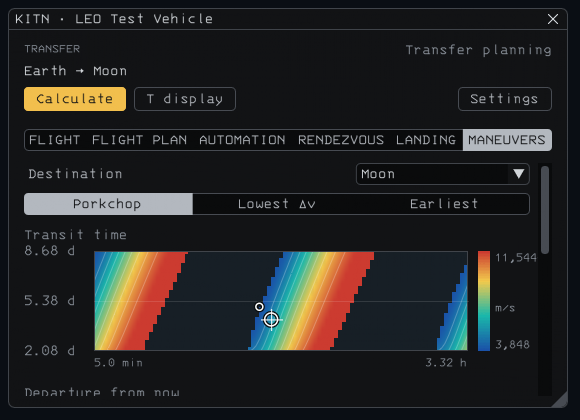 KITN · LEO Test Vehicle
TRANSFER
Transfer planning
Earth → Moon
Calculate
T display
Settings
FLIGHT FLIGHT PLAN AUTOMATION RENDEZVOUS LANDING MANEUVERS
Destination
Moon
Porkchop
Lowest Δv
Earliest
Transit time
8.68 d
5.38 d
2.08 d
11,544
m/s
3,848
5.0 min
3.32 h
Departure from now